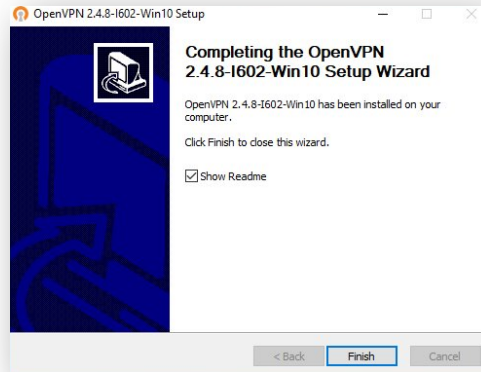 OpenVPN 2.4.8-I602-Win10 Setup
Completing the OpenVPN
2.4.8-I602-Win10 Setup Wizard
OpenVPN 2.4.8-I602-Win10 has been installed on your
computer.
Click Finish to close this wizard.
Show Readme
< Back
Finish
Cancel